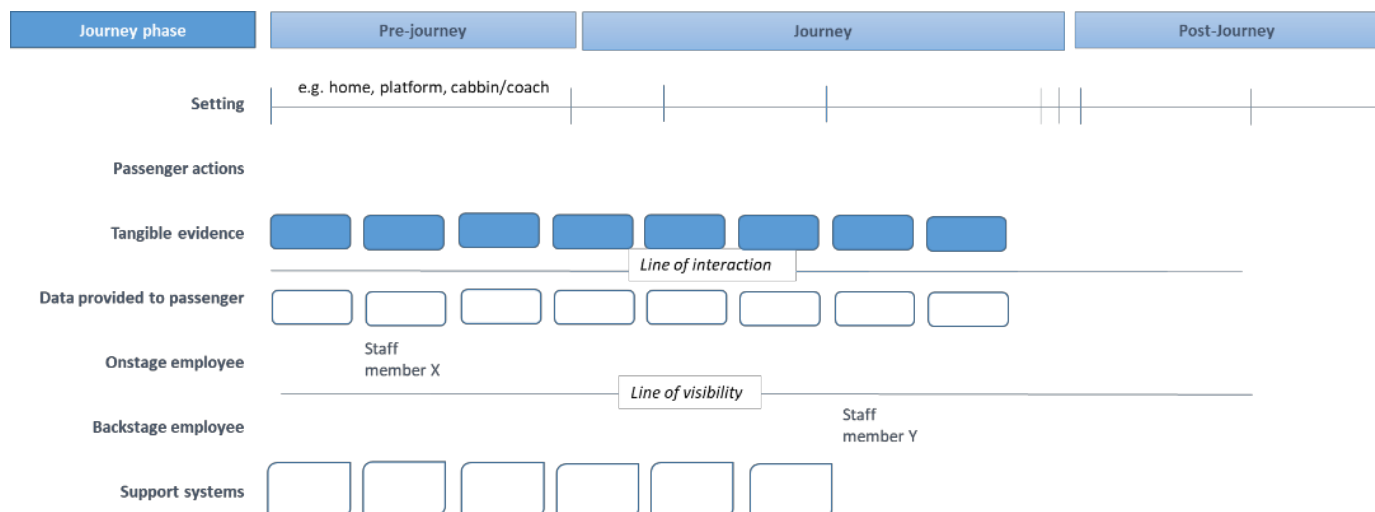 Journey phase
Pre-journey
Journey
Post-Journey
Setting
e.g. home, platform, cabbin/coach
Passenger actions
Tangible evidence
Line of interaction
Data provided to passenger
Onstage employee
Staff
member X
Line of visibility
Backstage employee
Staff
member Y
Support systems